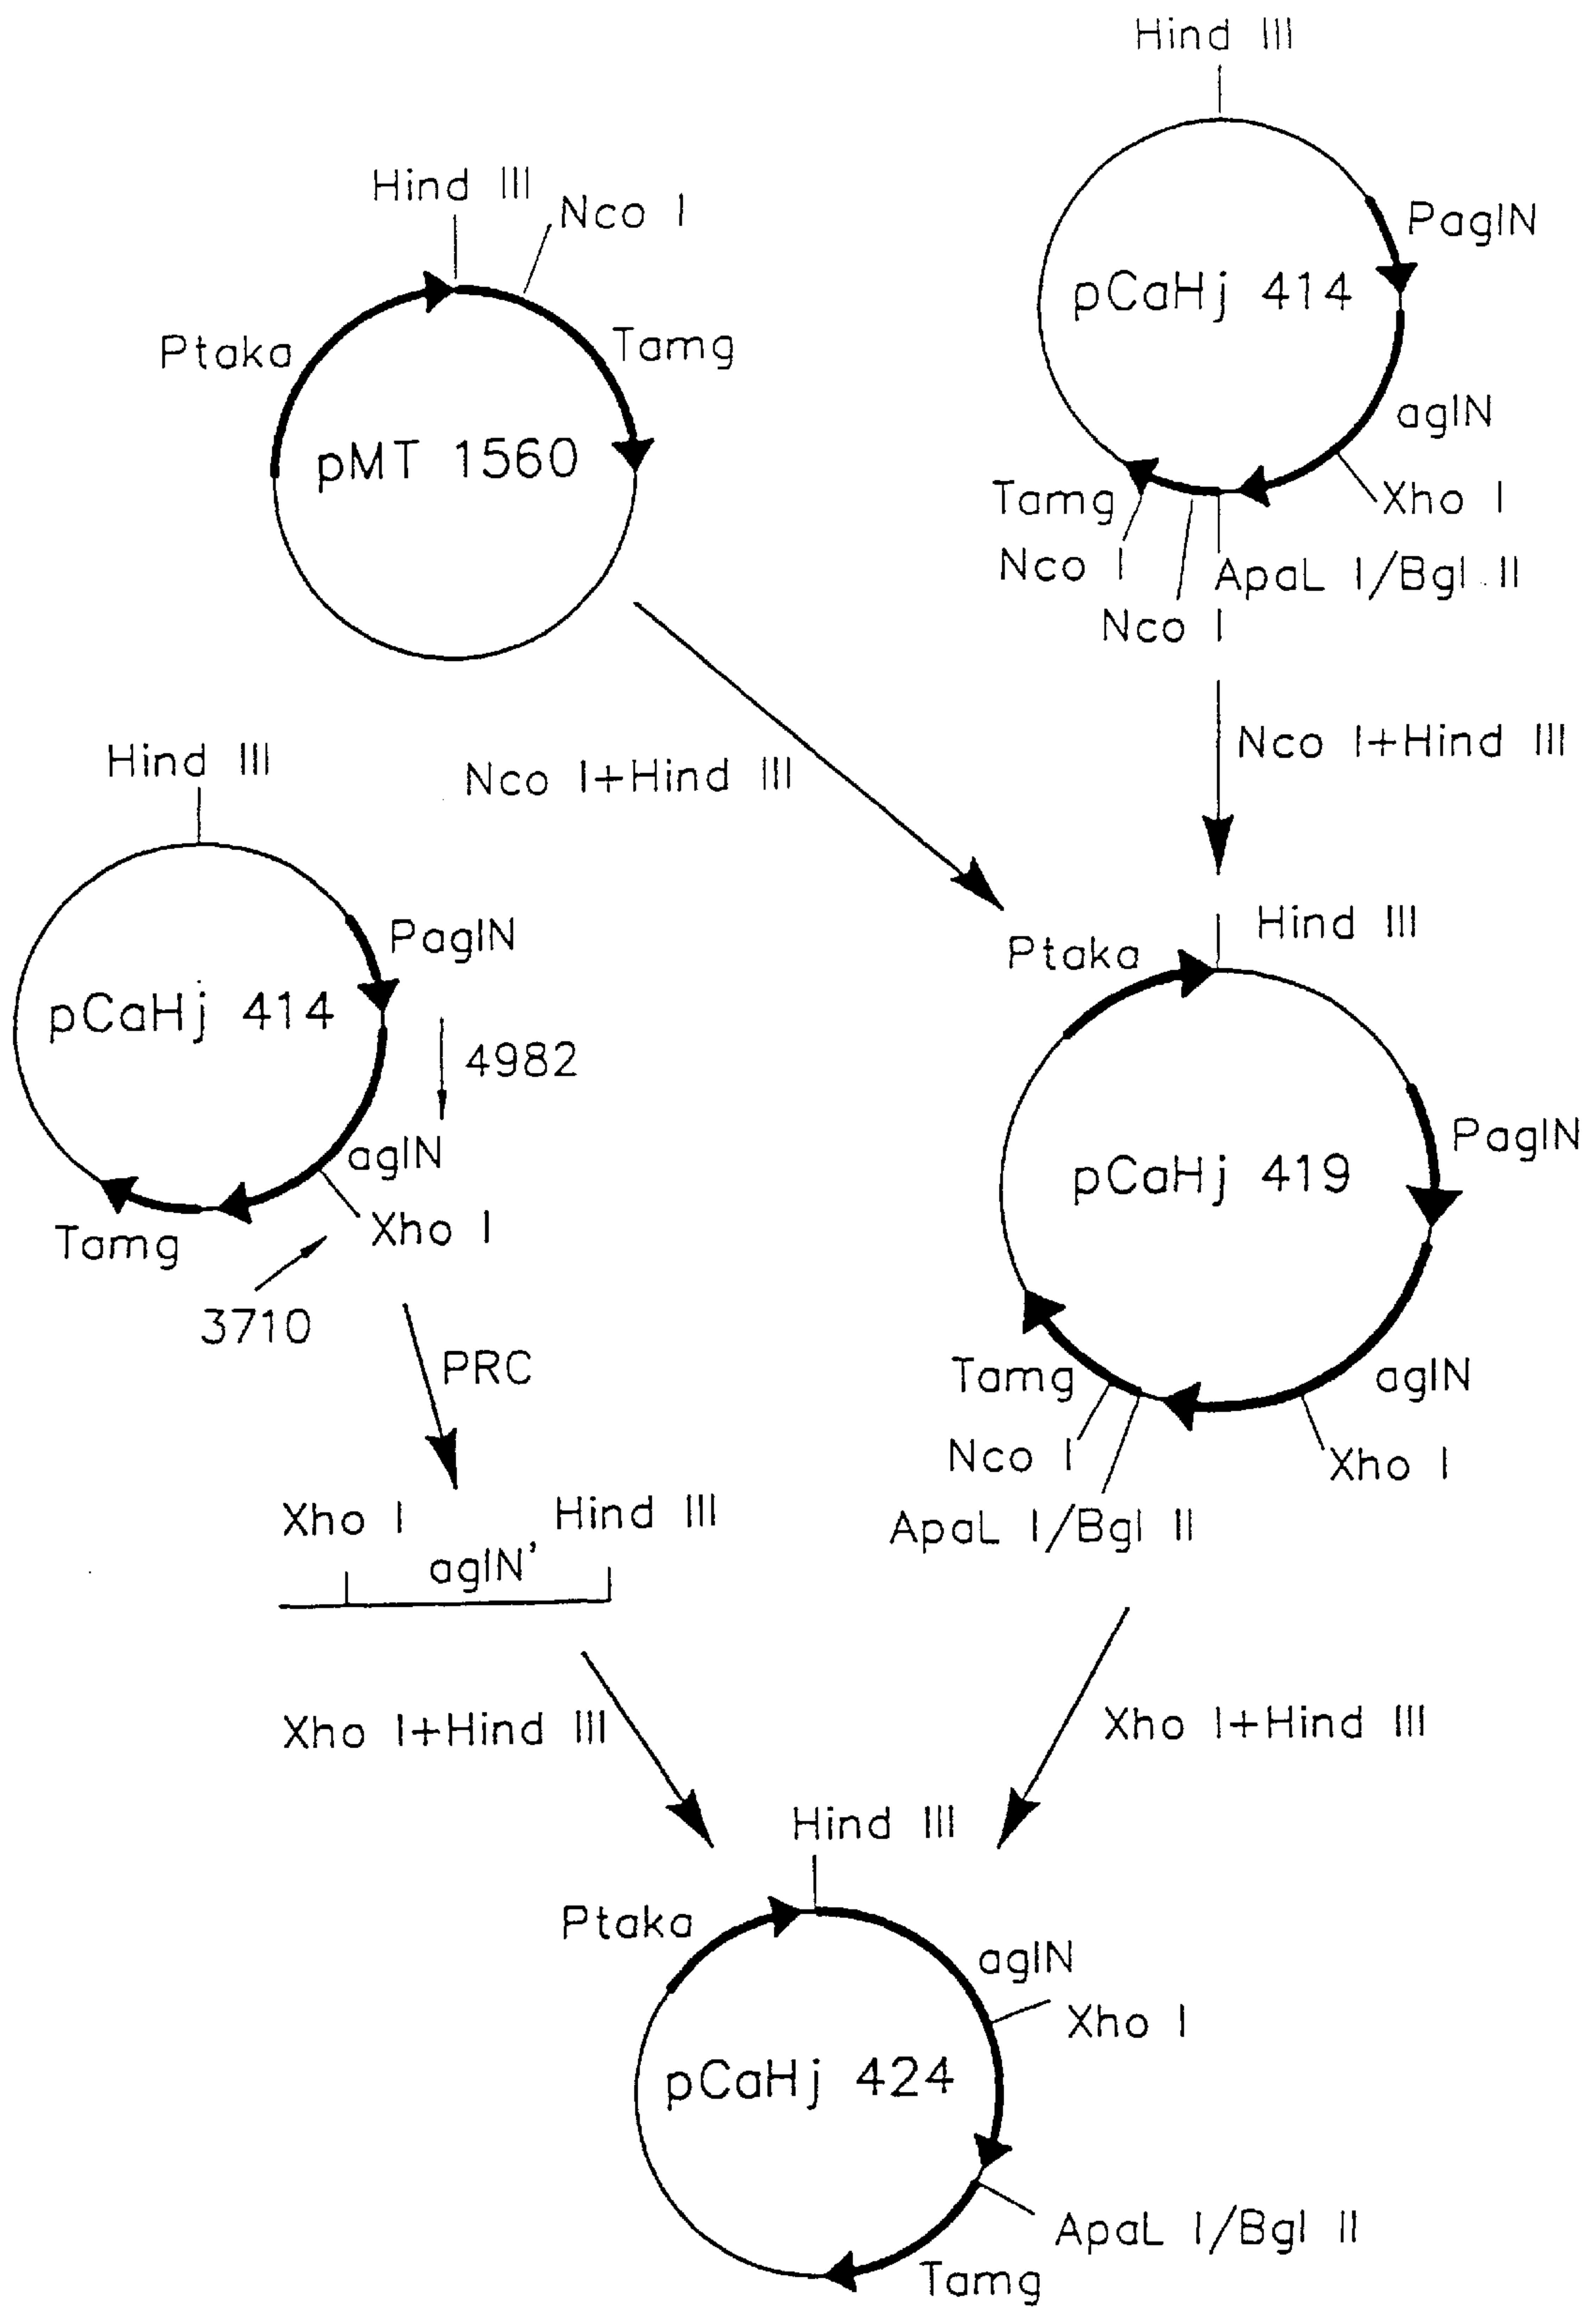 Hind III
Hind III
Nco I
PagIN
pCaHj 414
Ptaka
Tamg
agIN
pMT 1560
Tamg
Xho I
Nco I
ApaL I/Bgl II
Nco I
Nco I+Hind III
Hind III
Nco I+Hind III
PagIN
Hind III
Ptaka
pCaHj 414
4982
PagIN
agIN
pCaHj 419
Xho I
Tamg
3710
PRC
Tamg
agIN
Nco I
Xho I
Xho I
Hind III
ApaL I/Bgl II
agIN'
Xho I+Hind III
Xho I+Hind III
Hind III
Ptaka
agIN
Xho I
pCaHj 424
ApaL I/Bgl II
Tamg